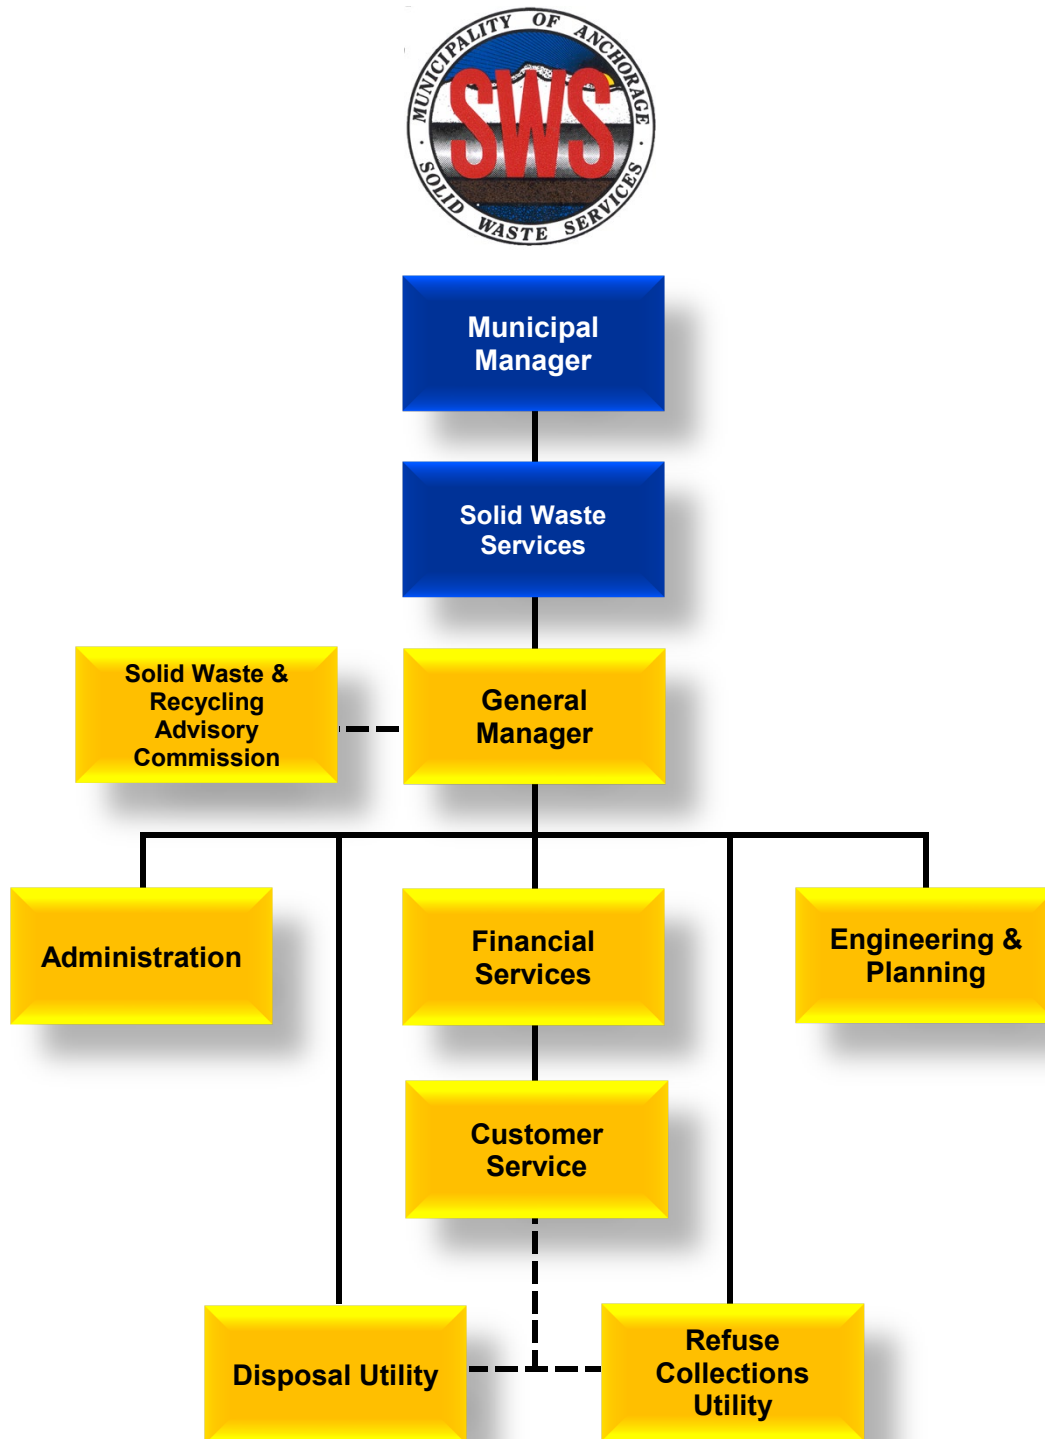 MUNICIPALITY OF ANCHORAGE
SWS
SOLID WASTE SERVICES
Municipal
Manager
Solid Waste
Services
Solid Waste &
Recycling
Advisory
Commission
General
Manager
Administration
Financial
Services
Engineering &
Planning
Customer
Service
Disposal Utility
Refuse
Collections
Utility